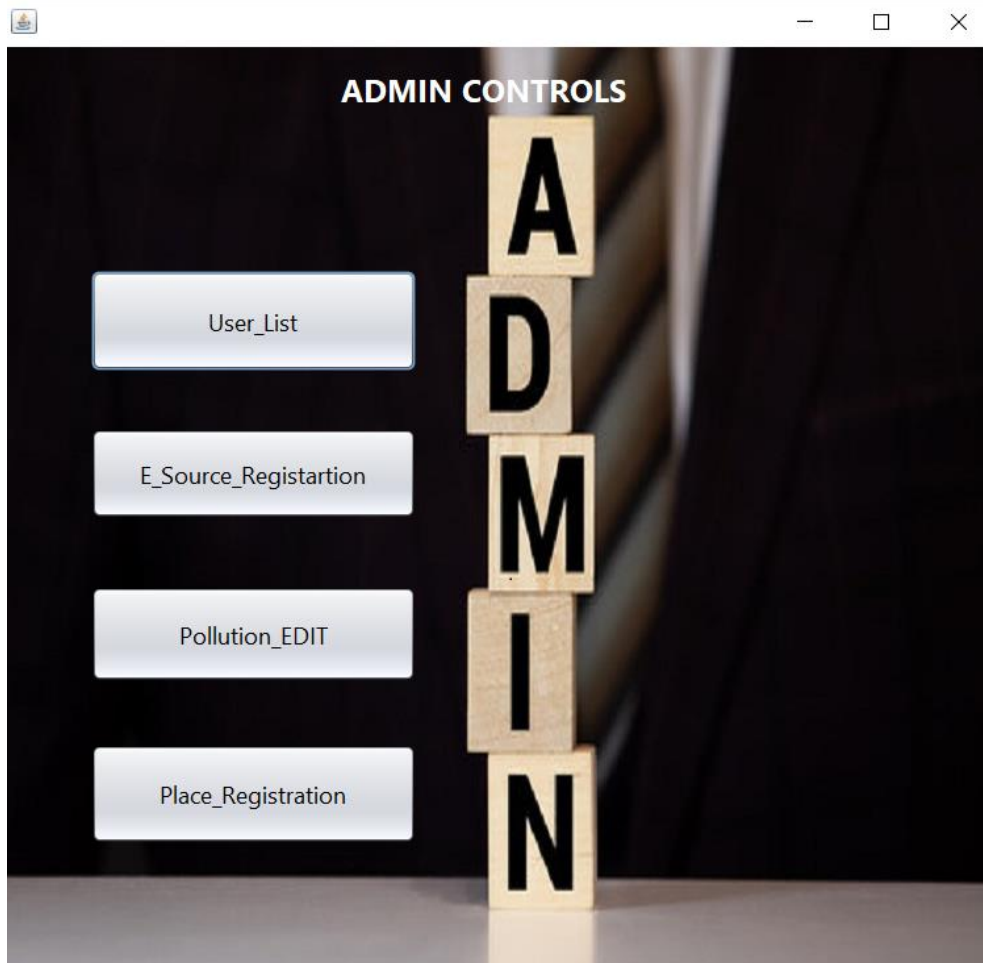 ADMIN CONTROLS
A
D
M
I
N
User_List
E_Source_Registartion
Pollution_EDIT
Place_Registration